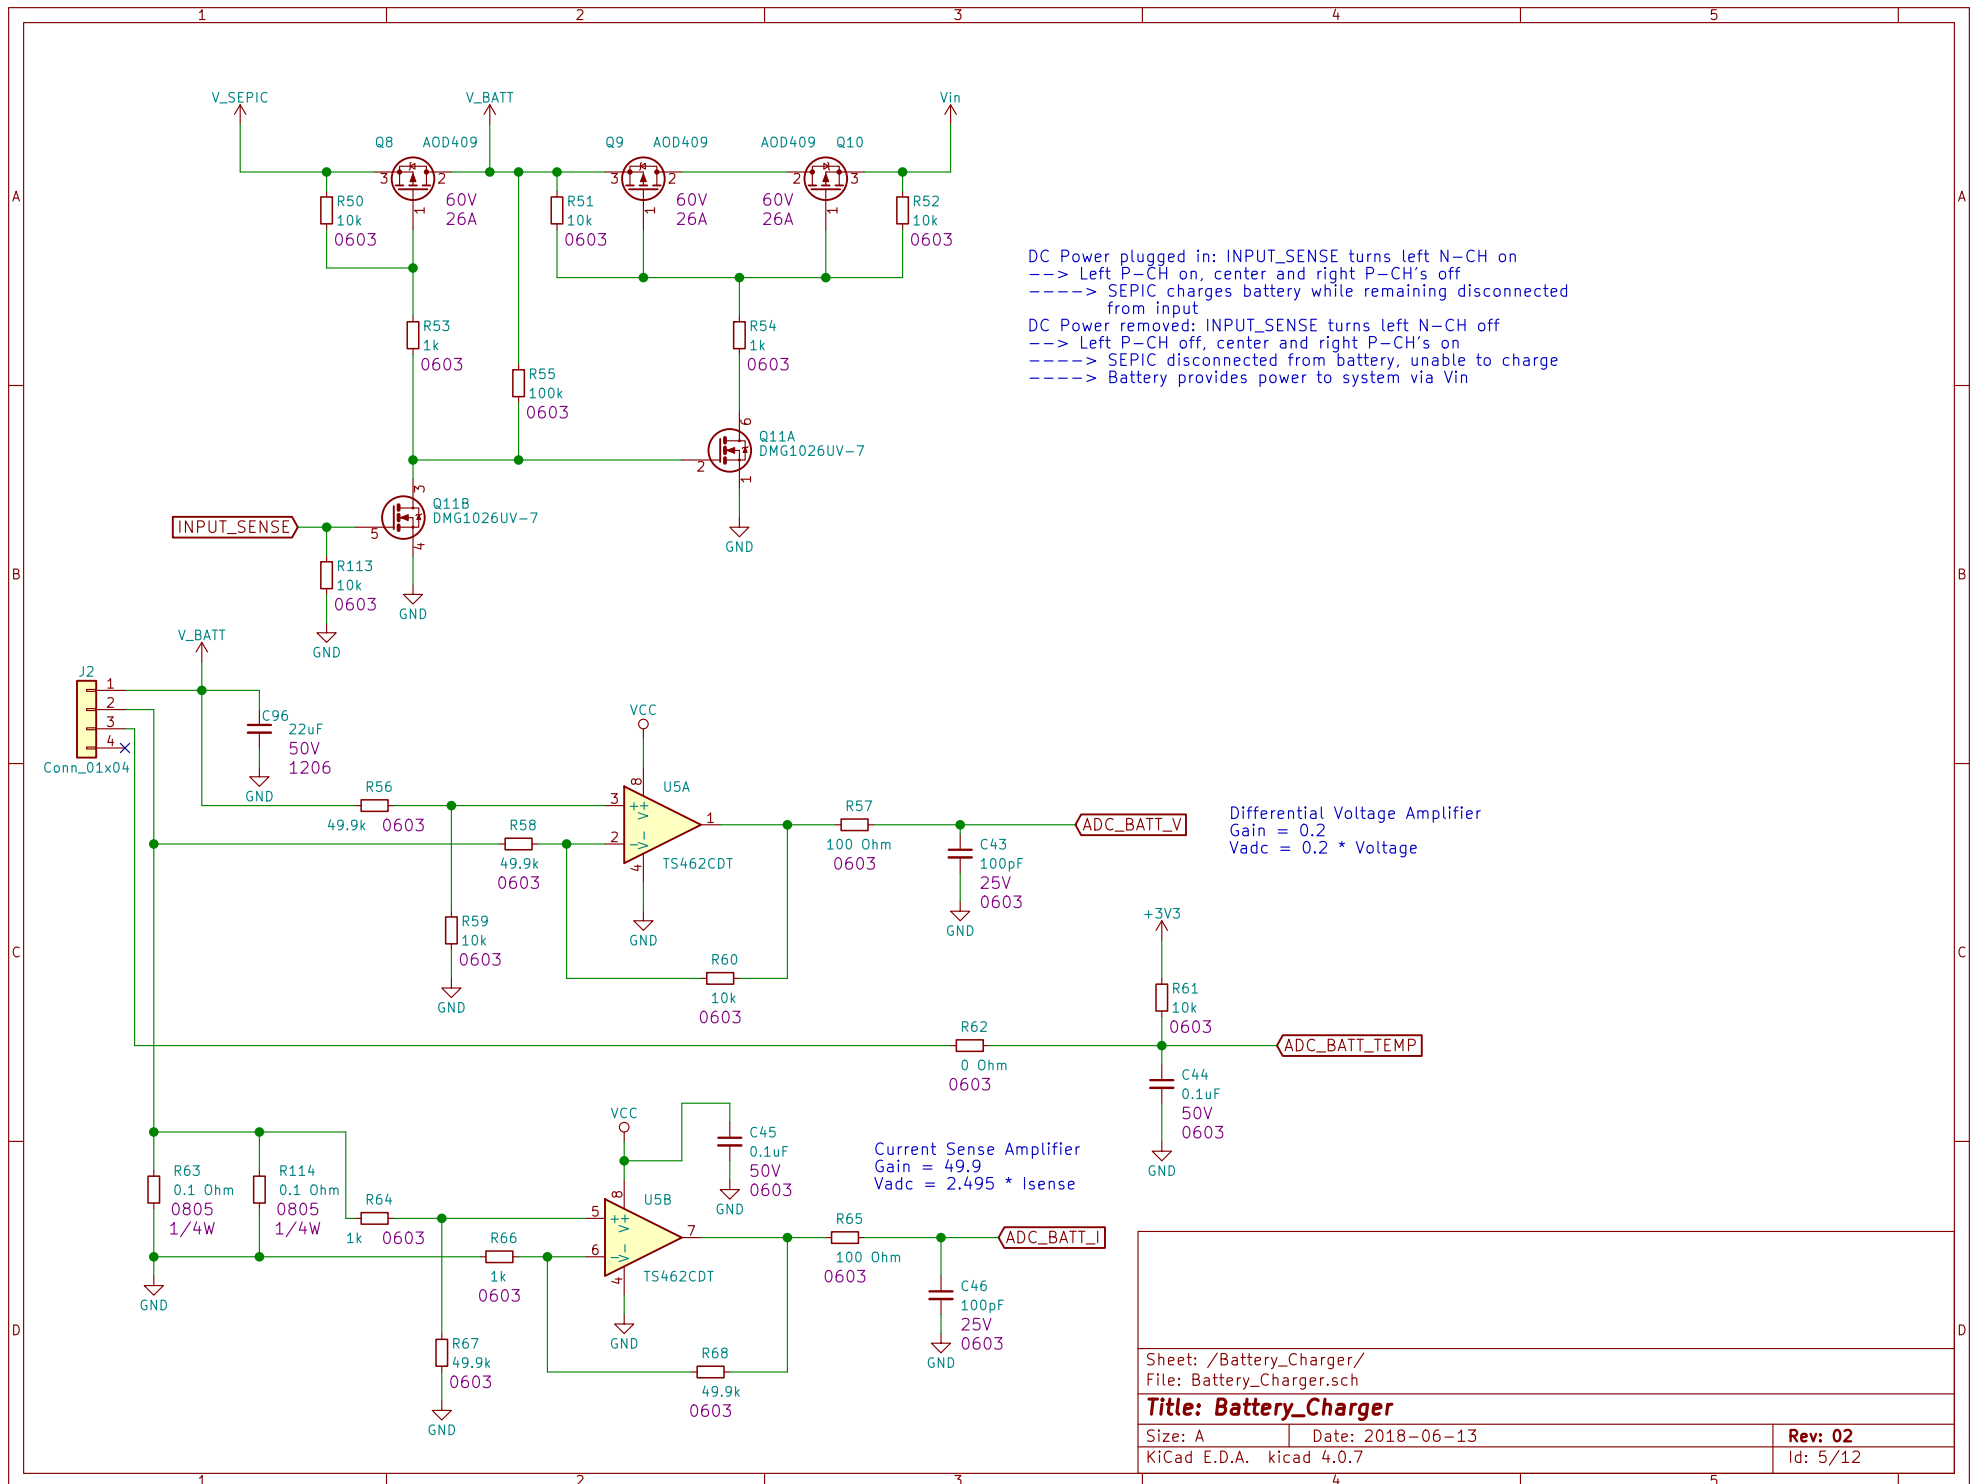 1 2 3 4 5
A
B
C
D
A
B
C
D
1 2 3 4 5
V_SEPIC
V_BATT
Vin
Q8 AOD409
Q9 AOD409
AOD409 Q10
3 2
1
60V
26A
3 2
1
60V
26A
2 3
1
60V
26A
R50
10k
0603
R51
10k
0603
R52
10k
0603
R53
1k
0603
R54
1k
0603
R55
100k
0603
6
Q11A
DMG1026UV-7
2
1
GND
3
Q11B
DMG1026UV-7
INPUT_SENSE
5
4
GND
R113
10k
0603
GND
DC Power plugged in: INPUT_SENSE turns left N-CH on
--> Left P-CH on, center and right P-CH's off
----> SEPIC charges battery while remaining disconnected
from input
DC Power removed: INPUT_SENSE turns left N-CH off
--> Left P-CH off, center and right P-CH's on
----> SEPIC disconnected from battery, unable to charge
----> Battery provides power to system via Vin
V_BATT
J2
1
2
3
4
Conn_01x04
C96
22uF
50V
1206
GND
R56
49.9k 0603
R58
49.9k
0603
VCC
8
U5A
3 + V+
2 - V-
1
4
TS462CDT
GND
R59
10k
0603
GND
R60
10k
0603
R57
100 Ohm
0603
C43
100pF
25V
0603
GND
ADC_BATT_V
Differential Voltage Amplifier
Gain = 0.2
Vadc = 0.2 * Voltage
+3V3
R61
10k
0603
R62
0 Ohm
0603
ADC_BATT_TEMP
C44
0.1uF
50V
0603
GND
R63
0.1 Ohm
0805
1/4W
R114
0.1 Ohm
0805
1/4W
GND
R64
1k 0603
R66
1k
0603
VCC
C45
0.1uF
50V
0603
GND
8
U5B
5 + V+
6 - V-
7
4
TS462CDT
GND
R67
49.9k
0603
GND
R68
49.9k
0603
R65
100 Ohm
0603
C46
100pF
25V
0603
GND
ADC_BATT_I
Current Sense Amplifier
Gain = 49.9
Vadc = 2.495 * Isense
Sheet: /Battery_Charger/
File: Battery_Charger.sch
Title: Battery_Charger
Size: A Date: 2018-06-13 Rev: 02
KiCad E.D.A. kicad 4.0.7 Id: 5/12